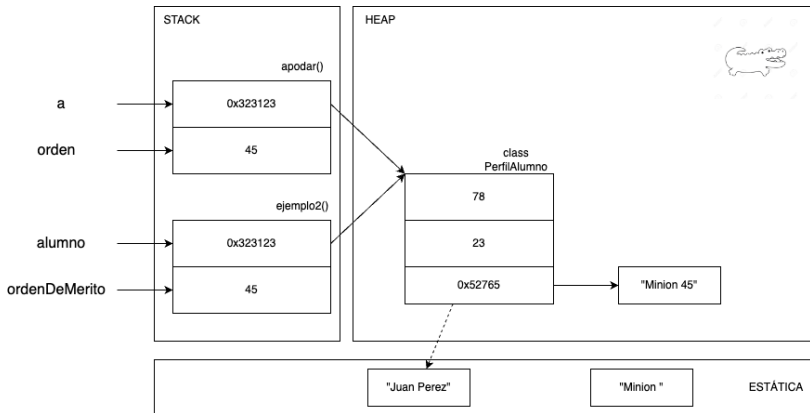 STACK
HEAP
apodar()
a
0x323123
orden
45
class
PerfilAlumno
78
ejemplo2()
23
alumno
0x323123
ordenDeMerito
45
0x52765
"Minion 45"
"Juan Perez"
"Minion "
ESTÁTICA